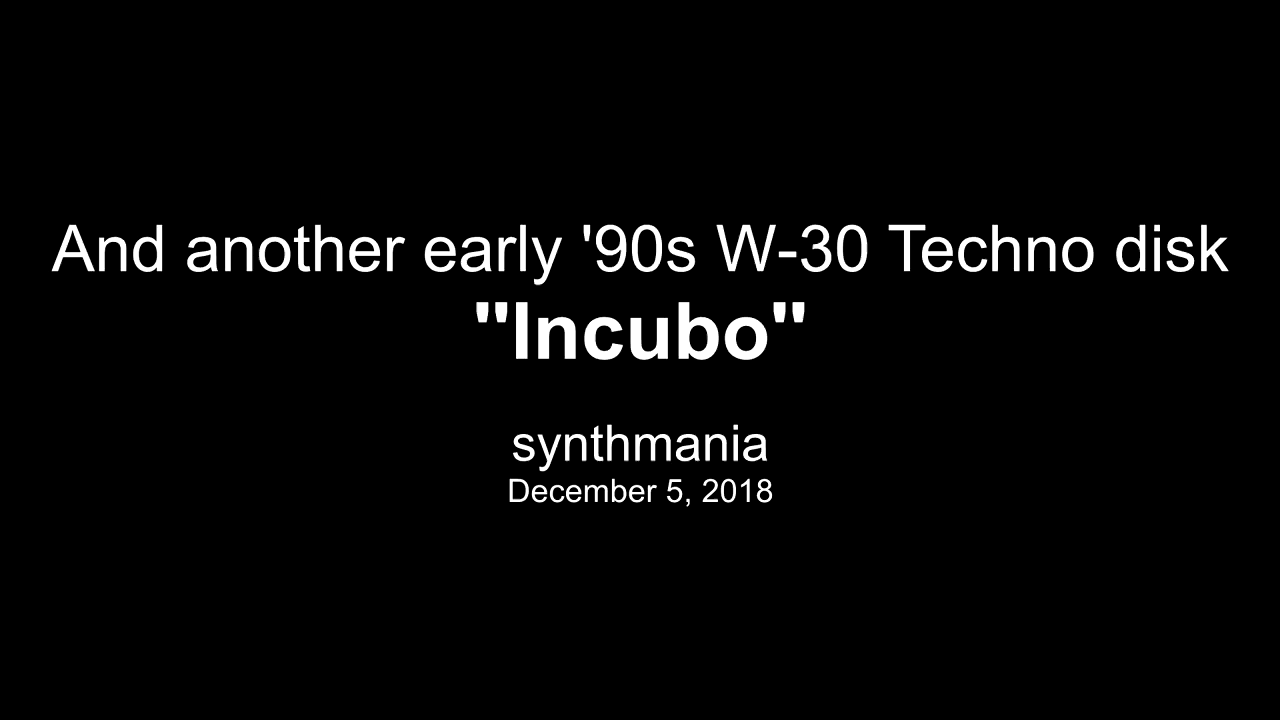 And another early '90s W-30 Techno disk
"Incubo"
synthmania
December 5, 2018